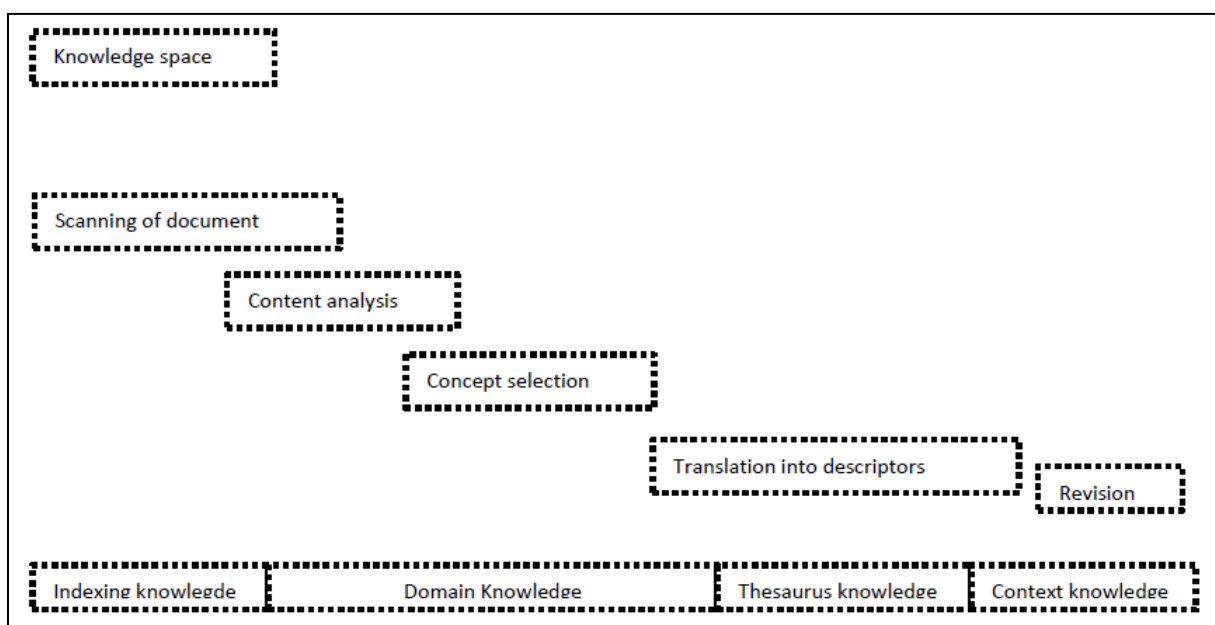 Knowledge space
Scanning of document
Content analysis
Concept selection
Translation into descriptors
Revision
Indexing knowlegde
Domain Knowledge
Thesaurus knowledge
Context knowledge